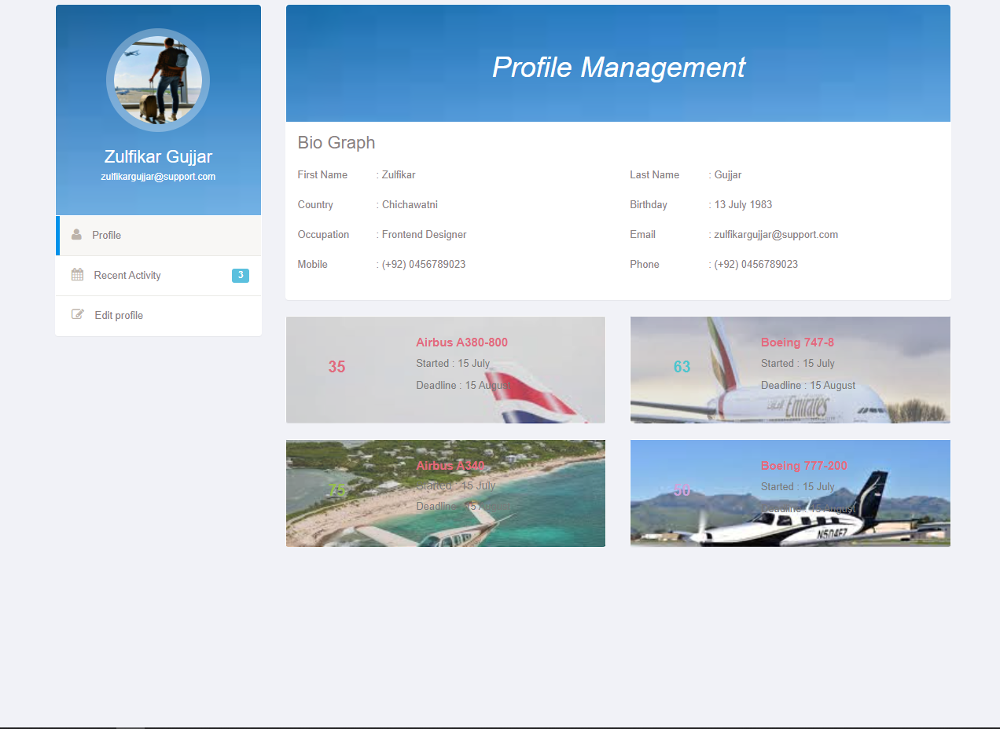 Zulfikar Gujjar
zulfikargujjar@support.com
Profile
Recent Activity 3
Edit profile
Profile Management
Bio Graph
First Name : Zulfikar
Last Name : Gujjar
Country : Chichawatni
Birthday : 13 July 1983
Occupation : Frontend Designer
Email : zulfikargujjar@support.com
Mobile : (+92) 0456789023
Phone : (+92) 0456789023
35
Airbus A380-800
Started : 15 July
Deadline : 15 August
63
Boeing 747-8
Started : 15 July
Deadline : 15 August
Emirates
75
Airbus A340
Started : 15 July
Deadline : 15 August
50
Boeing 777-200
Started : 15 July
Deadline : 15 August